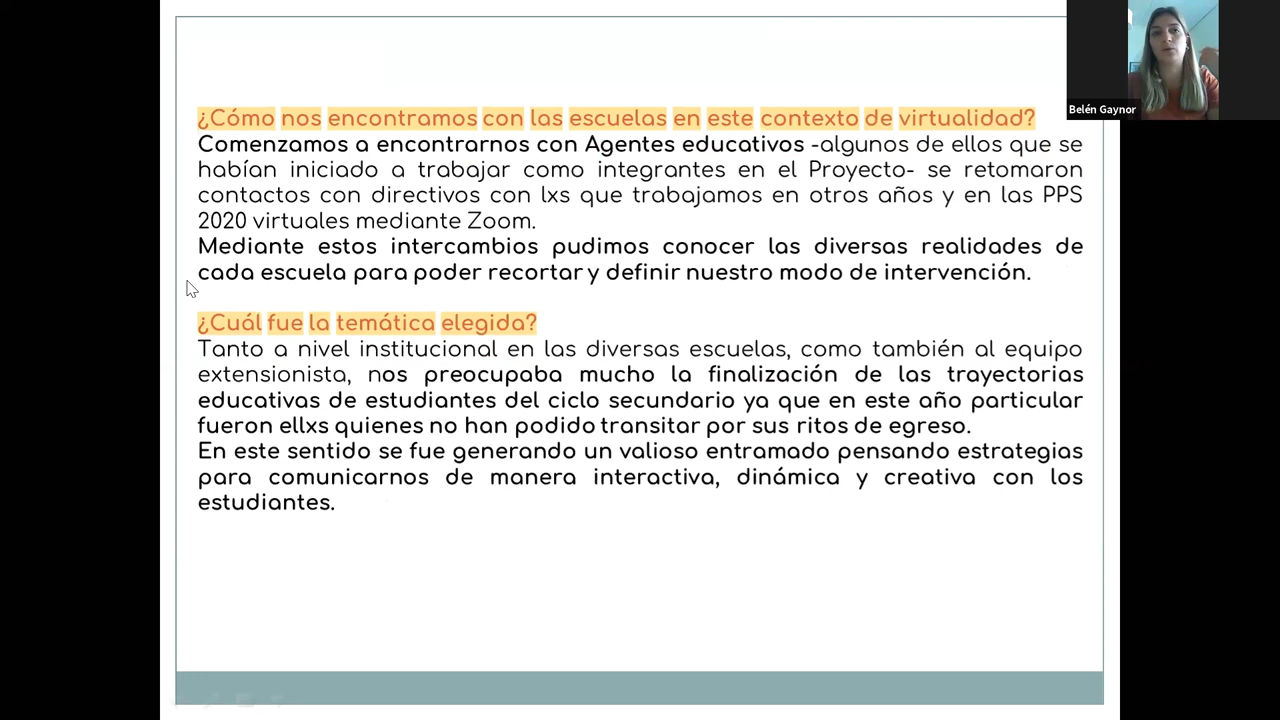 Belén Gaynor
¿Cómo nos encontramos con las escuelas en este contexto de virtualidad?
Comenzamos a encontrarnos con Agentes educativos -algunos de ellos que se
habían iniciado a trabajar como integrantes en el Proyecto- se retomaron
contactos con directivos con lxs que trabajamos en otros años y en las PPS
2020 virtuales mediante Zoom.
Mediante estos intercambios pudimos conocer las diversas realidades de
cada escuela para poder recortar y definir nuestro modo de intervención.
¿Cuál fue la temática elegida?
Tanto a nivel institucional en las diversas escuelas, como también al equipo
extensionista, nos preocupaba mucho la finalización de las trayectorias
educativas de estudiantes del ciclo secundario ya que en este año particular
fueron ellxs quienes no han podido transitar por sus ritos de egreso.
En este sentido se fue generando un valioso entramado pensando estrategias
para comunicarnos de manera interactiva, dinámica y creativa con los
estudiantes.